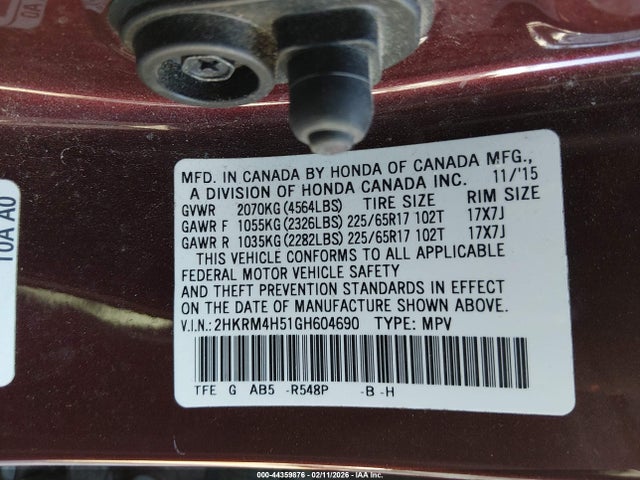 MFD. IN CANADA BY HONDA OF CANADA MFG.,
A DIVISION OF HONDA CANADA INC. 11/'15
GVWR 2070KG (4564LBS) TIRE SIZE RIM SIZE
GAWR F 1055KG (2326LBS) 225/65R17 102T 17X7J
GAWR R 1035KG (2282LBS) 225/65R17 102T 17X7J
THIS VEHICLE CONFORMS TO ALL APPLICABLE
FEDERAL MOTOR VEHICLE SAFETY
AND THEFT PREVENTION STANDARDS IN EFFECT
ON THE DATE OF MANUFACTURE SHOWN ABOVE.
V.I.N.: 2HKRM4H51GH604690 TYPE: MPV
TFE G AB5 -R548P -B -H
10A A0
000-44359876 - 02/11/2026 - IAA Inc.